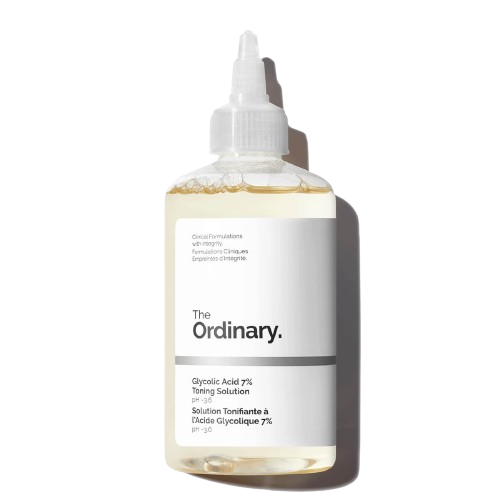 Clinical Formulations
with Integrity.
Formulations Cliniques
Empreintes d'Intégrité.
The
Ordinary.
Glycolic Acid 7%
Toning Solution
pH ~3.6
Solution Tonifiante à
l'Acide Glycolique 7%
pH ~3.6